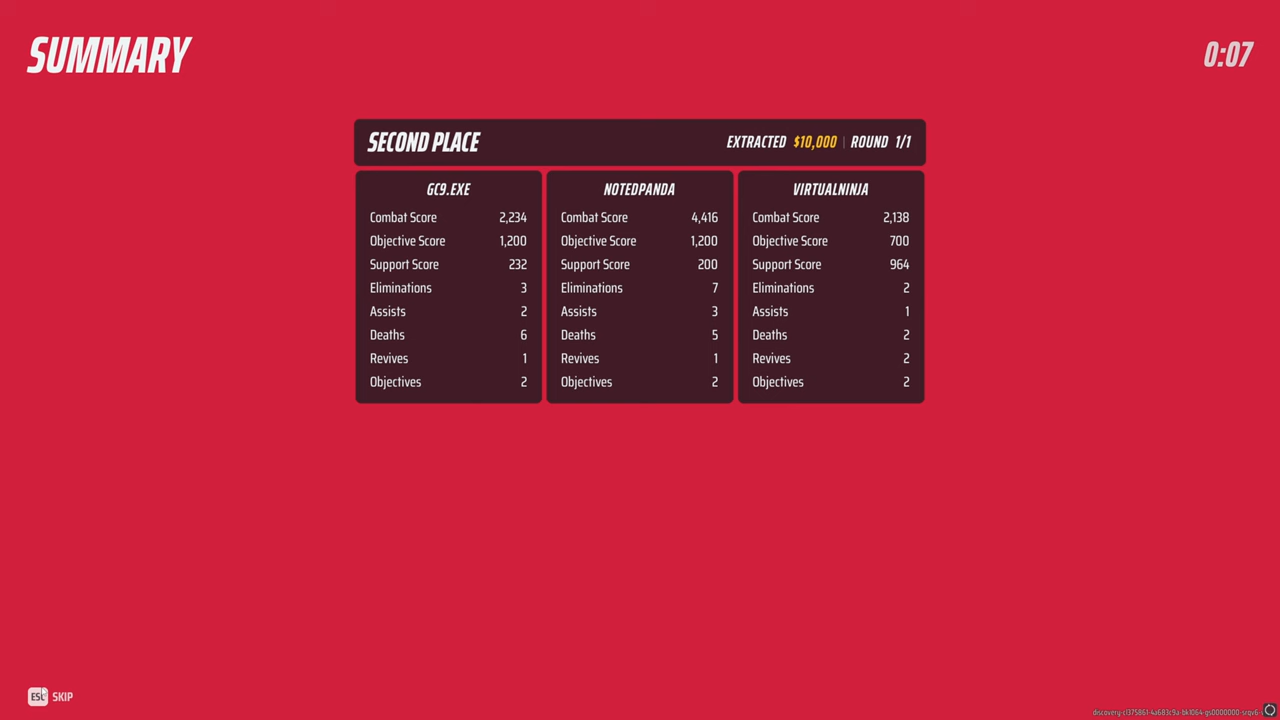 SUMMARY
0:07
SECOND PLACE
EXTRACTED $10,000 | ROUND 1/1
GC9.EXE
Combat Score 2,234
Objective Score 1,200
Support Score 232
Eliminations 3
Assists 2
Deaths 6
Revives 1
Objectives 2
NOTEDPANDA
Combat Score 4,416
Objective Score 1,200
Support Score 200
Eliminations 7
Assists 3
Deaths 5
Revives 1
Objectives 2
VIRTUALNINJA
Combat Score 2,138
Objective Score 700
Support Score 964
Eliminations 2
Assists 1
Deaths 2
Revives 2
Objectives 2
ESC SKIP